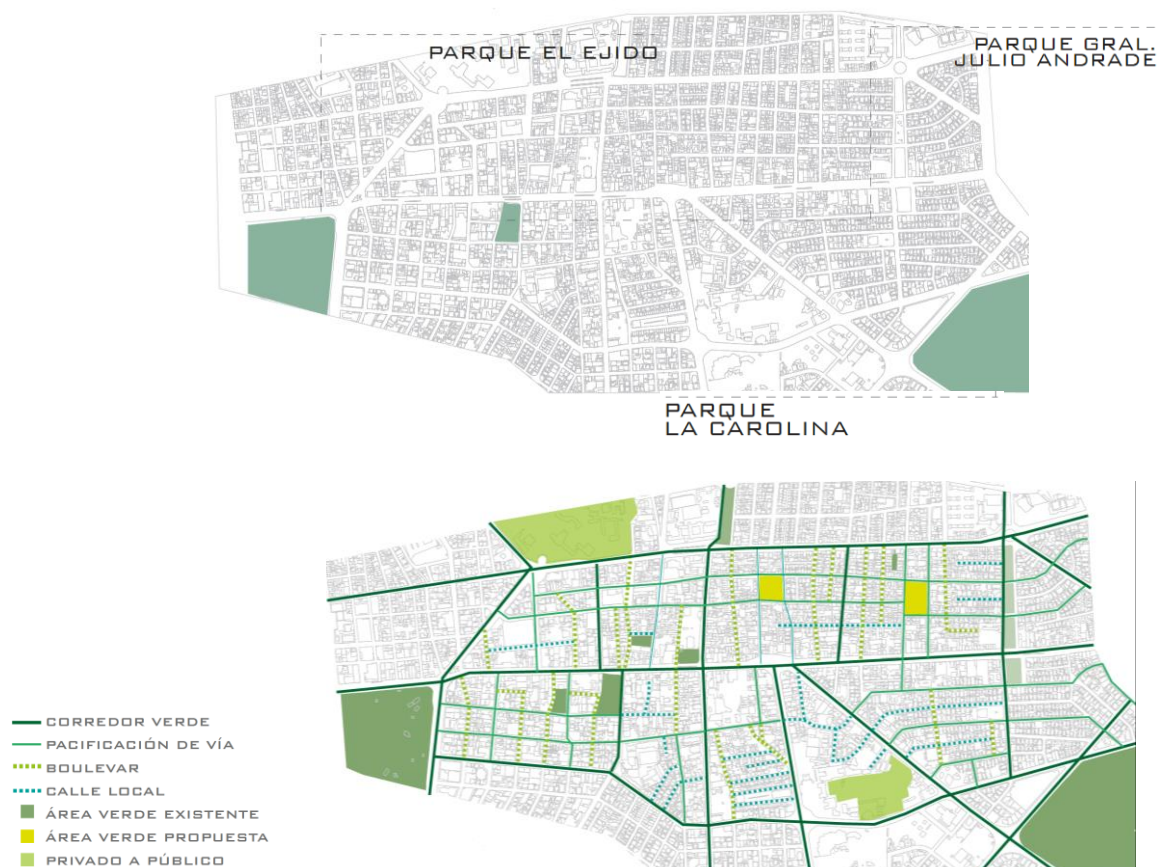 PARQUE EL EJIDO
PARQUE GRAL.
JULIO ANDRADE
PARQUE
LA CAROLINA
CORREDOR VERDE
PACIFICACIÓN DE VÍA
BOULEVAR
CALLE LOCAL
ÁREA VERDE EXISTENTE
ÁREA VERDE PROPUESTA
PRIVADO A PÚBLICO